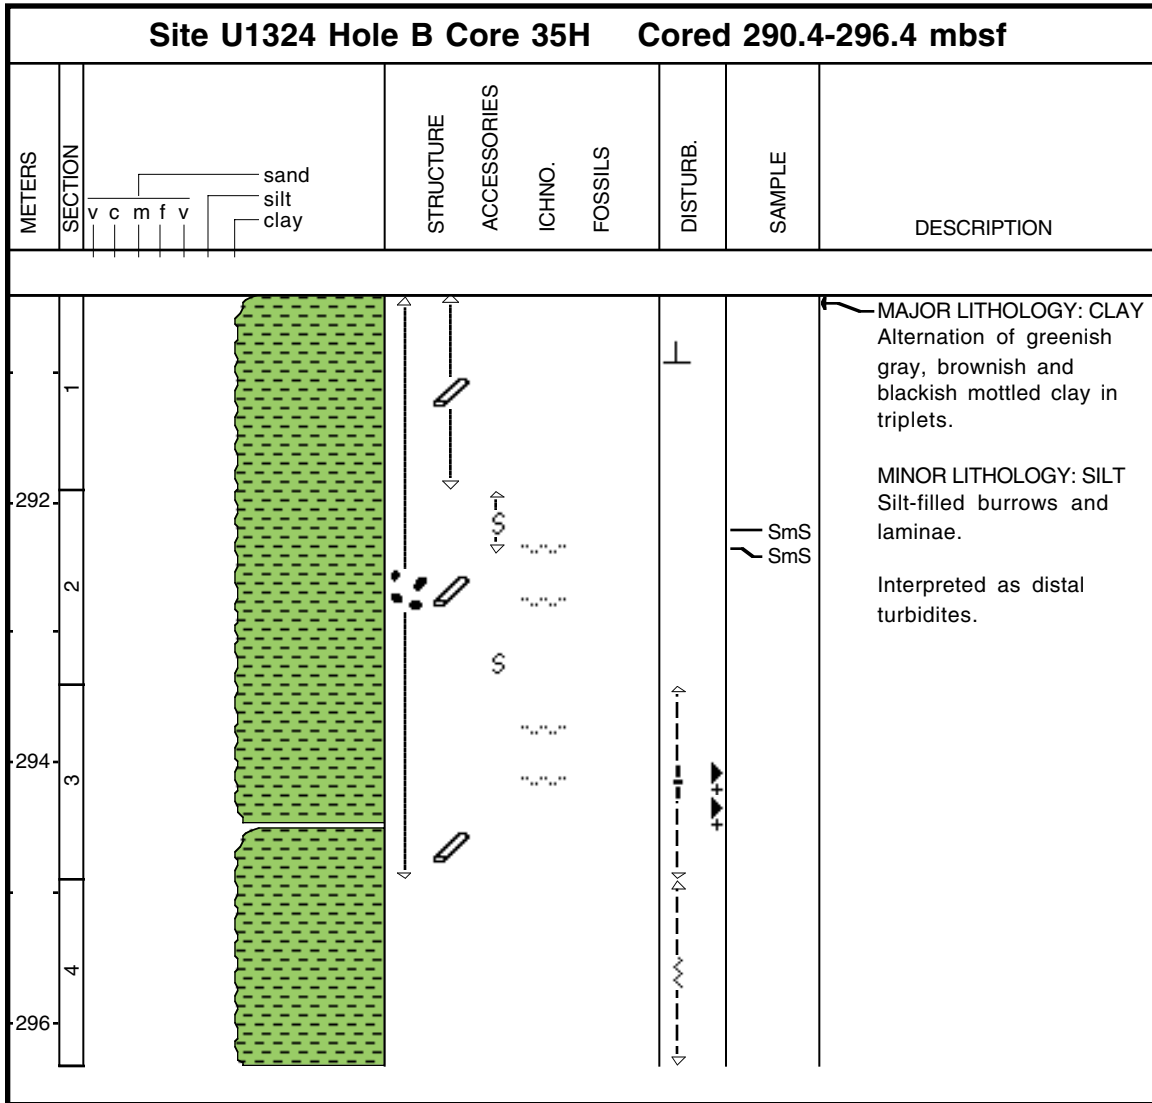 Site U1324 Hole B Core 35H Cored 290.4-296.4 mbsf
METERS
SECTION
v c m f v
sand
silt
clay
STRUCTURE
ACCESSORIES
ICHNO.
FOSSILS
DISTURB.
SAMPLE
DESCRIPTION
1
292
2
294
3
4
296
S
S
SmS
SmS
MAJOR LITHOLOGY: CLAY
Alternation of greenish
gray, brownish and
blackish mottled clay in
triplets.
MINOR LITHOLOGY: SILT
Silt-filled burrows and
laminae.
Interpreted as distal
turbidites.